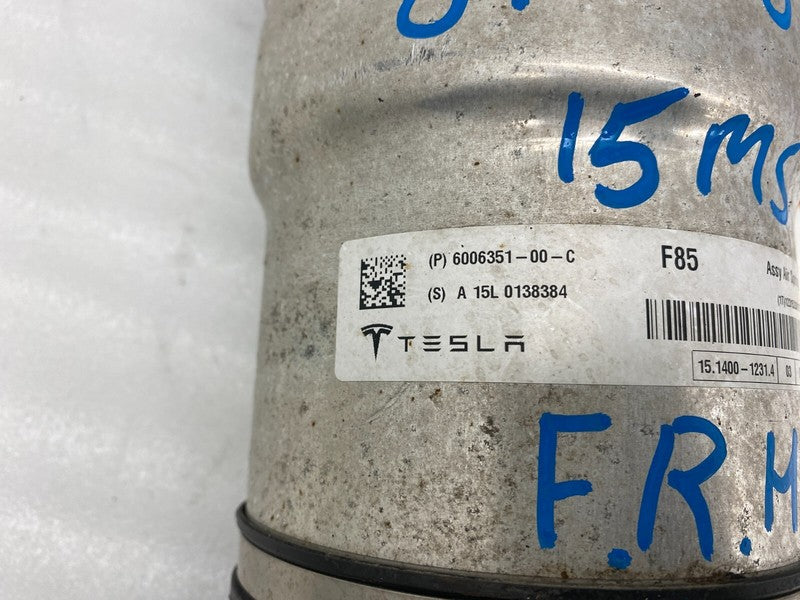 15 MS
(P) 6006351-00-C
F85
Assy Air
(S) A 15L 0138384
TESLA
15.1400-1231.4
03
F.R.